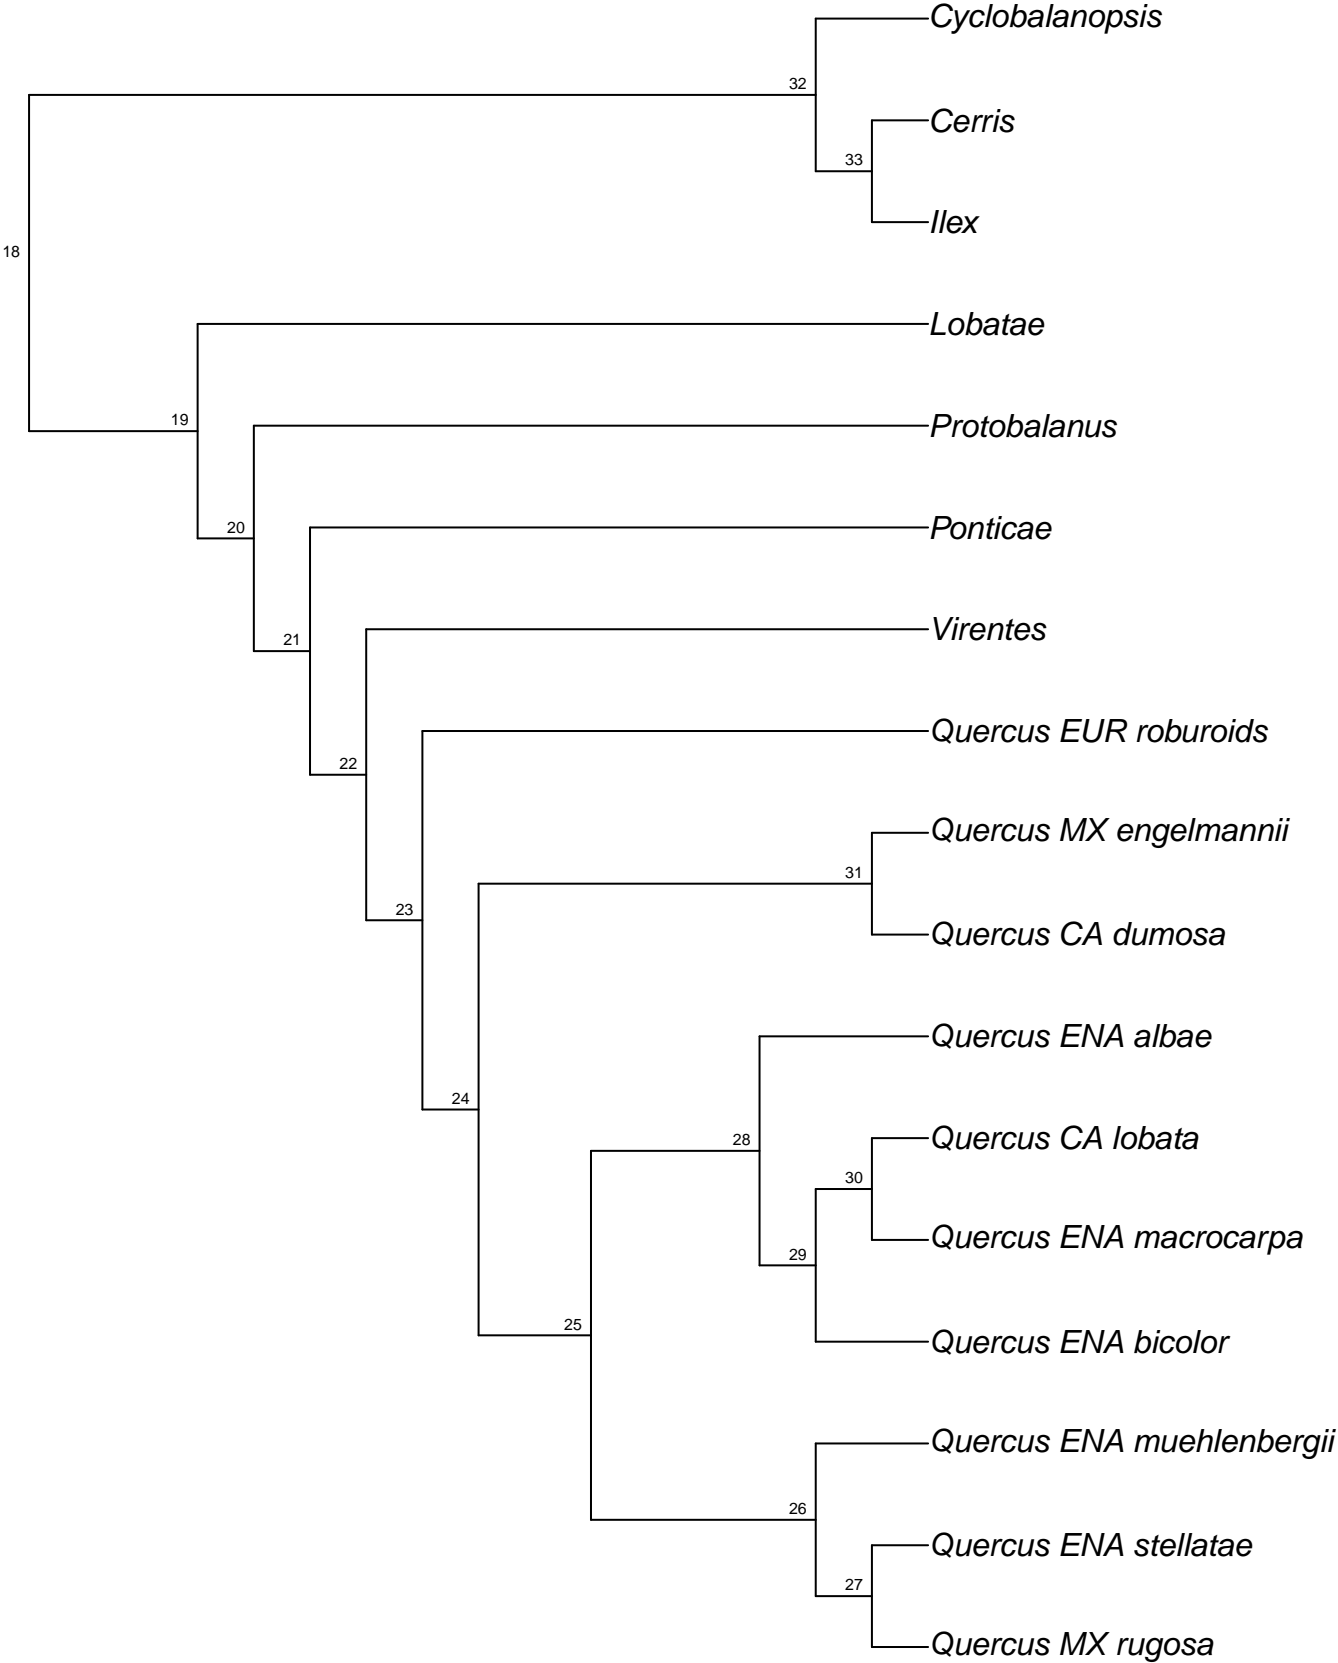 Cyclobalanopsis
32
Cerris
33
Ilex
18
Lobatae
19
Protobalanus
20
Ponticae
21
Virentes
22
Quercus EUR roburoids
Quercus MX engelmannii
31
23
Quercus CA dumosa
Quercus ENA albae
24
28
Quercus CA lobata
30
Quercus ENA macrocarpa
29
25
Quercus ENA bicolor
Quercus ENA muehlenbergii
26
Quercus ENA stellatae
27
Quercus MX rugosa